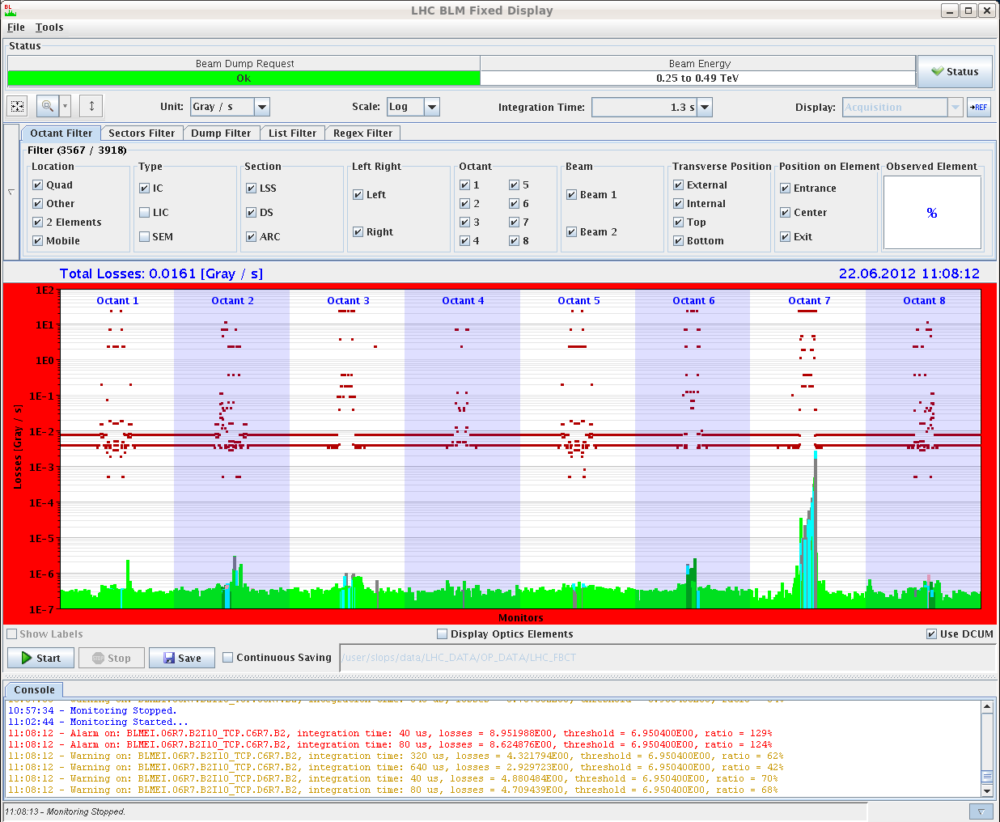 BL
LHC BLM Fixed Display
File Tools
Status
Beam Dump Request Beam Energy
Ok 0.25 to 0.49 TeV
Status
Unit: Gray / s Scale: Log Integration Time: 1.3 s Display: Acquisition →REF
Octant Filter Sectors Filter Dump Filter List Filter Regex Filter
Filter (3567 / 3918)
Location Type Section Left Right Octant Beam Transverse Position Position on Element Observed Element
Quad IC LSS Left 1 5 Beam 1 External Entrance %
Other LIC DS Right 2 6 Beam 2 Internal Center
2 Elements SEM ARC 3 7 Top Exit
Mobile 4 8 Bottom
Total Losses: 0.0161 [Gray / s] 22.06.2012 11:08:12
Octant 1 Octant 2 Octant 3 Octant 4 Octant 5 Octant 6 Octant 7 Octant 8
1E2
1E1
1E0
1E-1
1E-2
1E-3
1E-4
1E-5
1E-6
1E-7
Losses [Gray / s]
Monitors
Show Labels Display Optics Elements Use DCUM
Start STOP Stop Save Continuous Saving /user/slops/data/LHC_DATA/OP_DATA/LHC_FBCT
Console
10:57:34 - Monitoring Stopped.
11:02:44 - Monitoring Started...
11:08:12 - Alarm on: BLMEI.06R7.B2I10_TCP.C6R7.B2, integration time: 40 us, losses = 8.951988E00, threshold = 6.950400E00, ratio = 129%
11:08:12 - Alarm on: BLMEI.06R7.B2I10_TCP.C6R7.B2, integration time: 80 us, losses = 8.624876E00, threshold = 6.950400E00, ratio = 124%
11:08:12 - Warning on: BLMEI.06R7.B2I10_TCP.C6R7.B2, integration time: 320 us, losses = 4.321794E00, threshold = 6.950400E00, ratio = 62%
11:08:12 - Warning on: BLMEI.06R7.B2I10_TCP.C6R7.B2, integration time: 640 us, losses = 2.929723E00, threshold = 6.950400E00, ratio = 42%
11:08:12 - Warning on: BLMEI.06R7.B2I10_TCP.D6R7.B2, integration time: 40 us, losses = 4.880484E00, threshold = 6.950400E00, ratio = 70%
11:08:12 - Warning on: BLMEI.06R7.B2I10_TCP.D6R7.B2, integration time: 80 us, losses = 4.709439E00, threshold = 6.950400E00, ratio = 68%
11:08:13 - Monitoring Stopped.